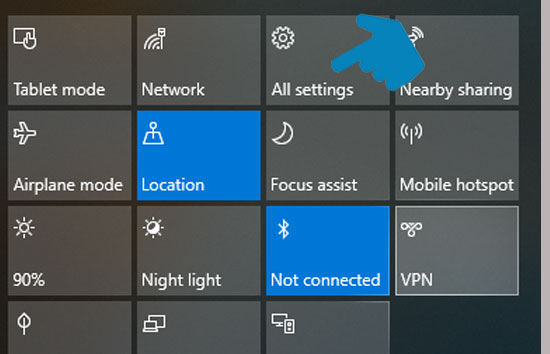 Tablet mode
Network
All settings
Nearby sharing
Airplane mode
Location
Focus assist
Mobile hotspot
90%
Night light
Not connected
VPN